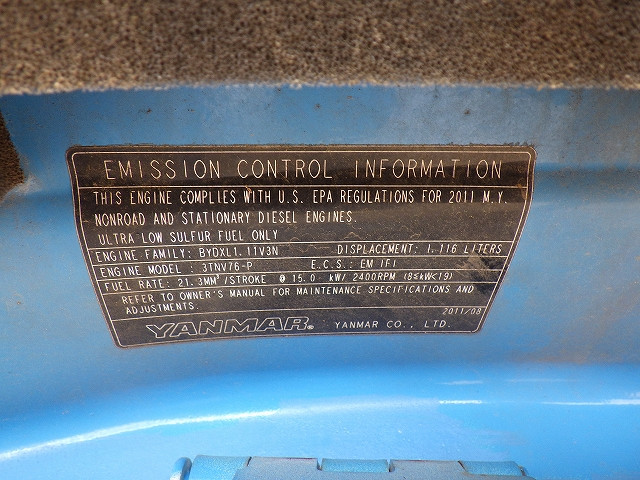 EMISSION CONTROL INFORMATION
THIS ENGINE COMPLIES WITH U.S. EPA REGULATIONS FOR 2011 M.Y.
NONROAD AND STATIONARY DIESEL ENGINES.
ULTRA LOW SULFUR FUEL ONLY
ENGINE FAMILY: BYDXL1.11V3N DISPLACEMENT: 1.116 LITERS
ENGINE MODEL : 3TNV76-P E.C.S.: EM IFI
FUEL RATE: 21.3MM³/STROKE @ 15.0 kW/ 2400RPM (8≤kW<19)
REFER TO OWNER'S MANUAL FOR MAINTENANCE SPECIFICATIONS AND
ADJUSTMENTS.
2011/08
YANMAR® YANMAR CO., LTD.